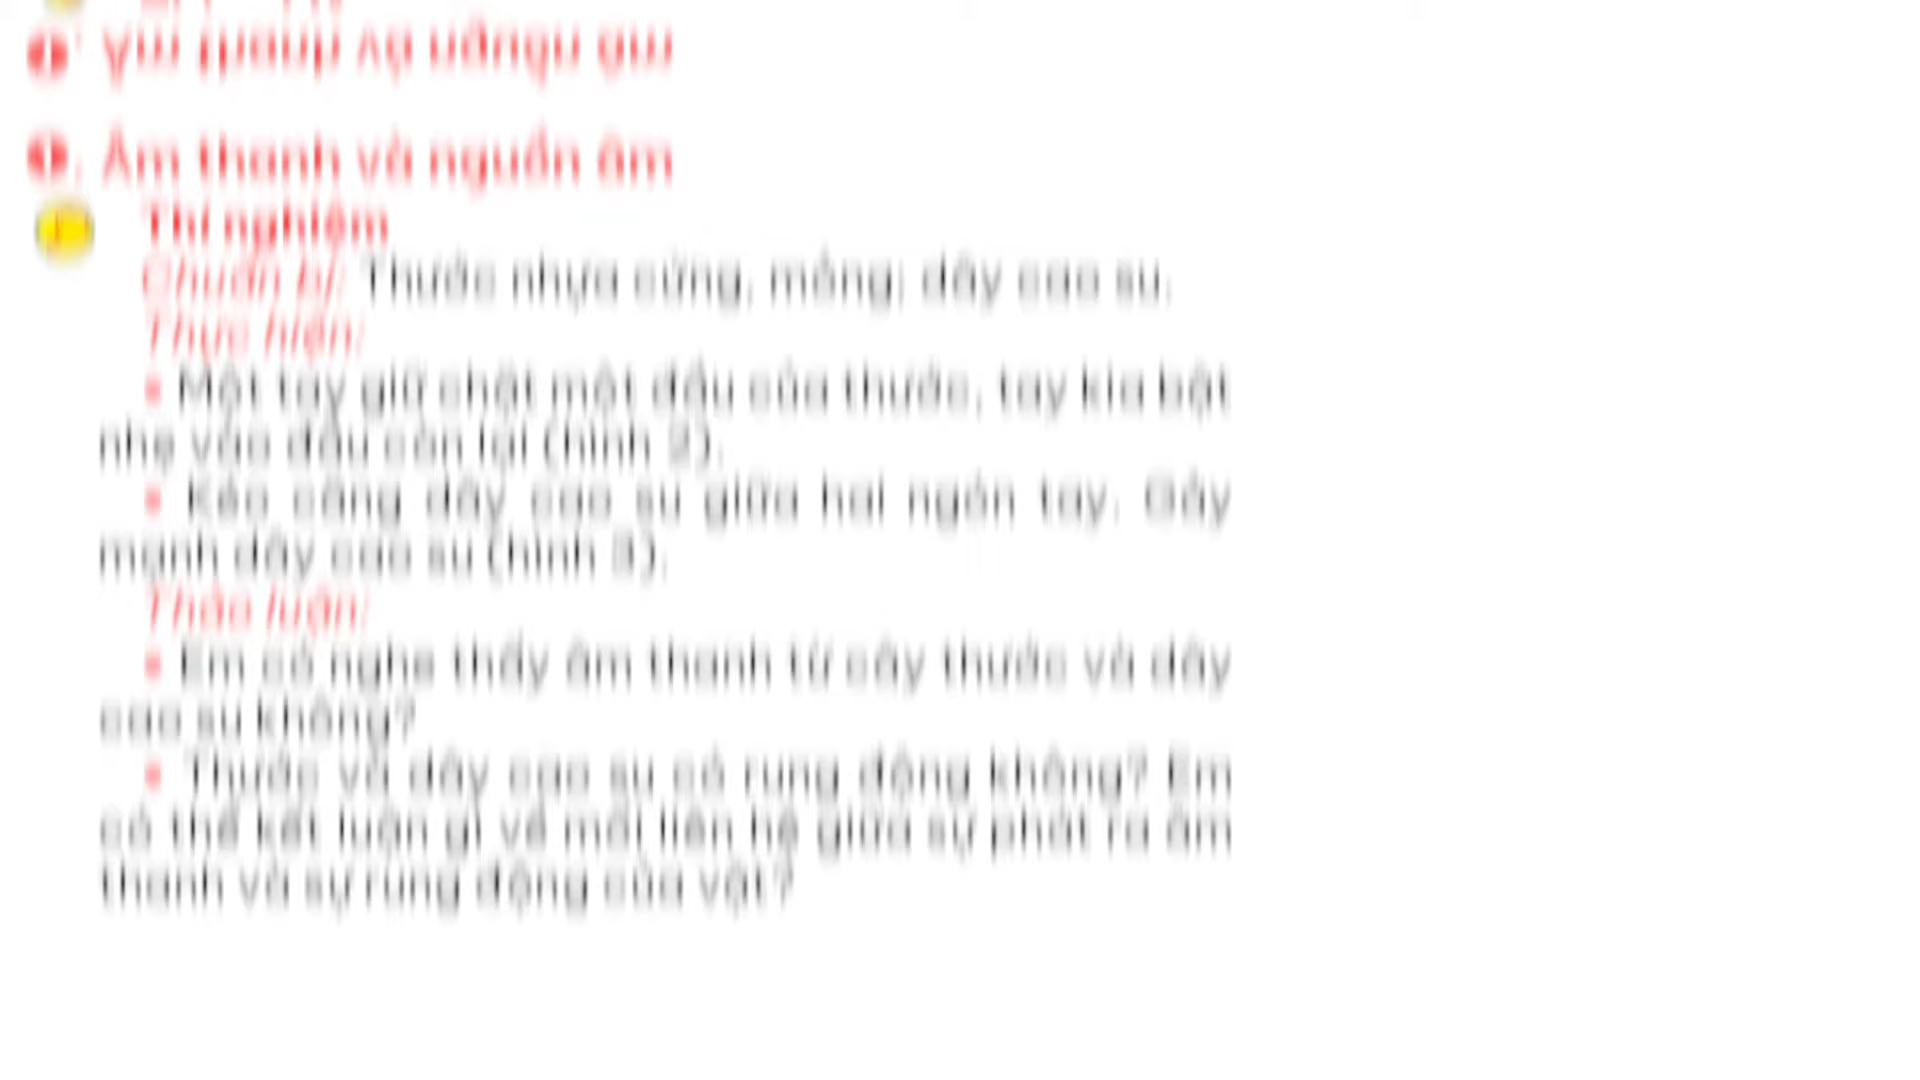 1. Âm thanh và nguồn âm
Thí nghiệm
Chuẩn bị: Thước nhựa cứng, mỏng; dây cao su.
Thực hiện:
• Một tay giữ chặt một đầu của thước, tay kia bật
nhẹ vào đầu còn lại (hình 2).
• Kéo căng dây cao su giữa hai ngón tay. Gảy
mạnh dây cao su (hình 3).
Thảo luận:
• Em có nghe thấy âm thanh từ cây thước và dây
cao su không?
• Thước và dây cao su có rung động không? Em
có thể kết luận gì về mối liên hệ giữa sự phát ra âm
thanh và sự rung động của vật?